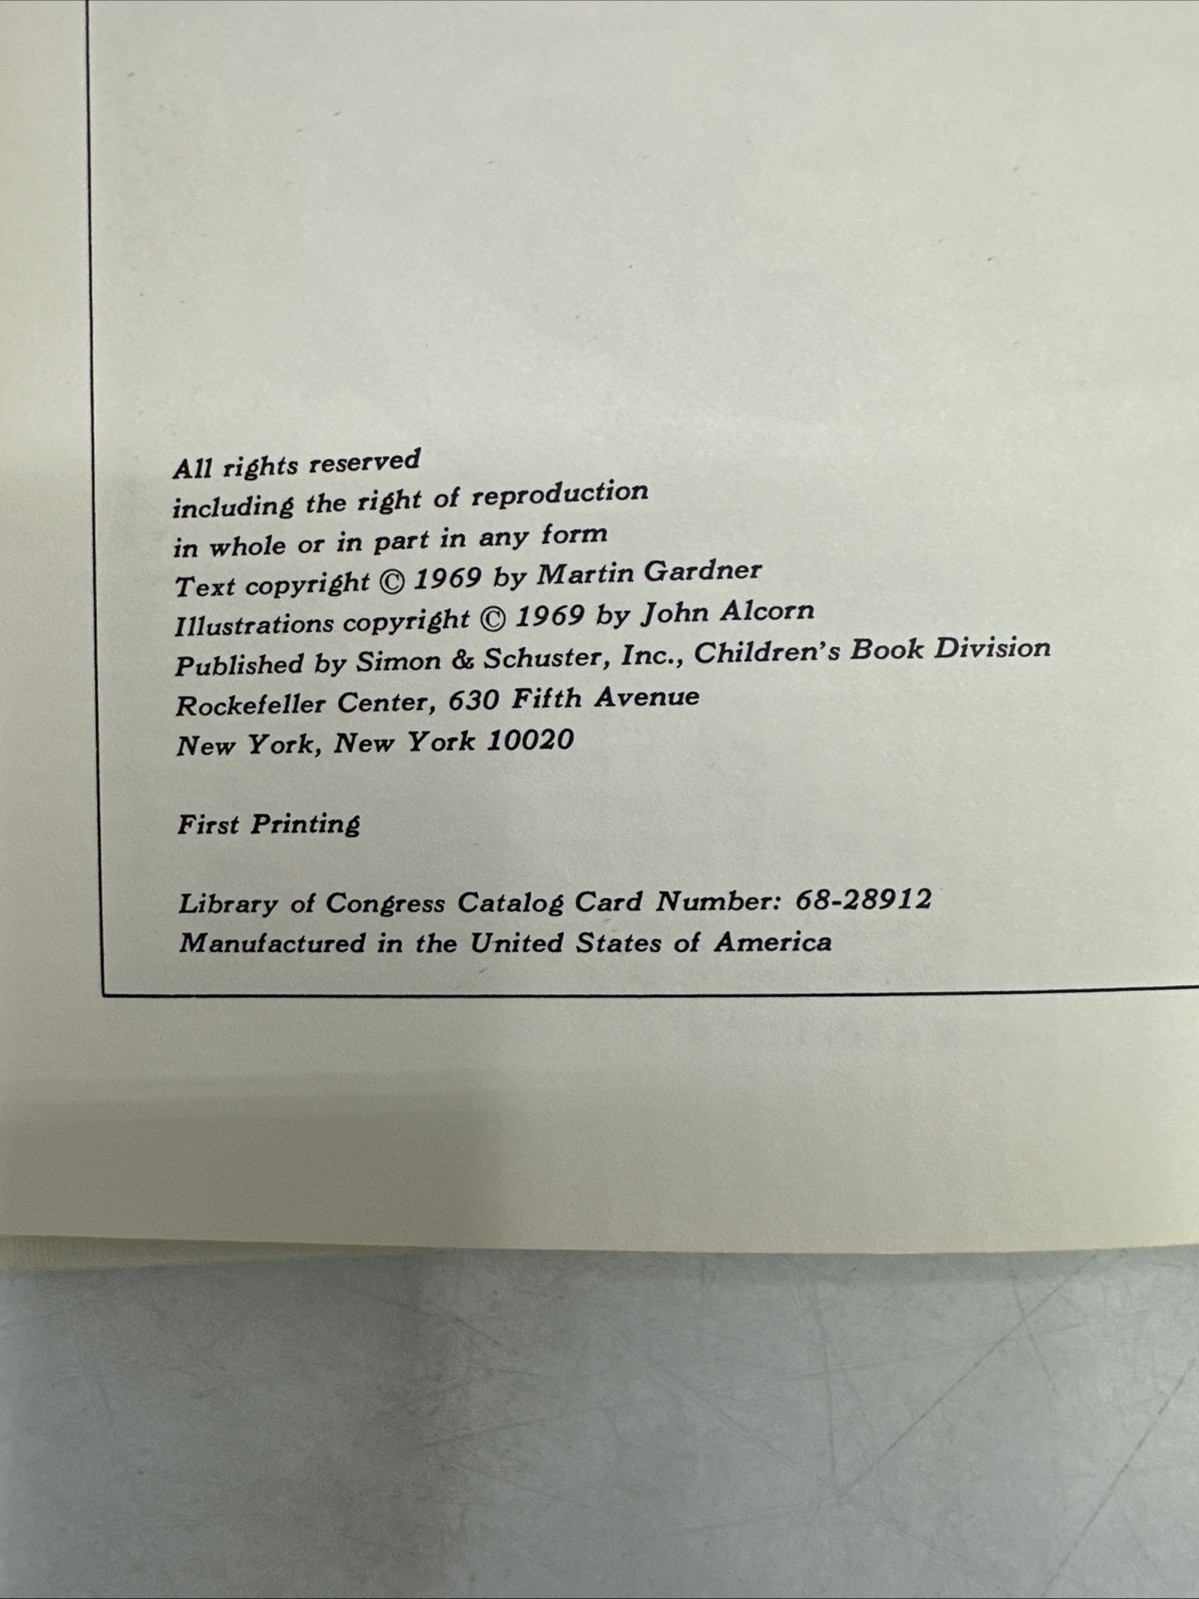 All rights reserved
including the right of reproduction
in whole or in part in any form
Text copyright © 1969 by Martin Gardner
Illustrations copyright © 1969 by John Alcorn
Published by Simon & Schuster, Inc., Children's Book Division
Rockefeller Center, 630 Fifth Avenue
New York, New York 10020
First Printing
Library of Congress Catalog Card Number: 68-28912
Manufactured in the United States of America